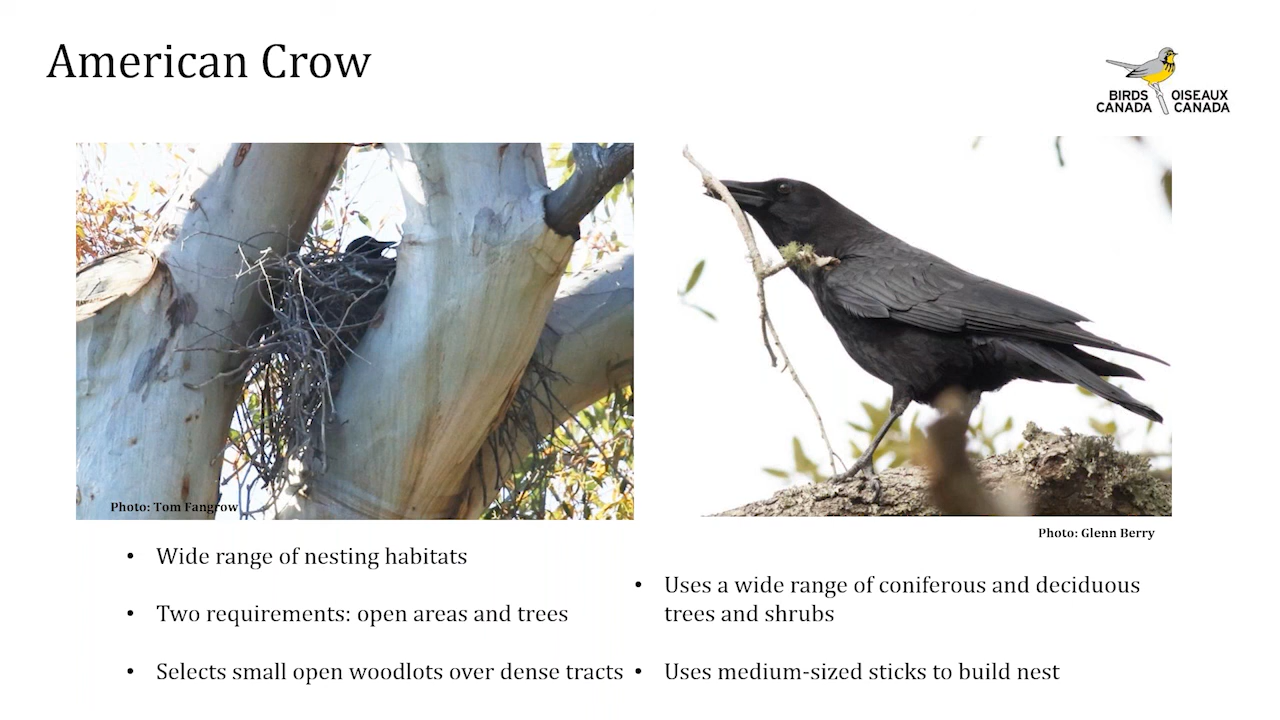 American Crow
BIRDS CANADA
OISEAUX CANADA
Photo: Tom Fangrow
Photo: Glenn Berry
• Wide range of nesting habitats
• Two requirements: open areas and trees
• Selects small open woodlots over dense tracts
• Uses a wide range of coniferous and deciduous
trees and shrubs
• Uses medium-sized sticks to build nest